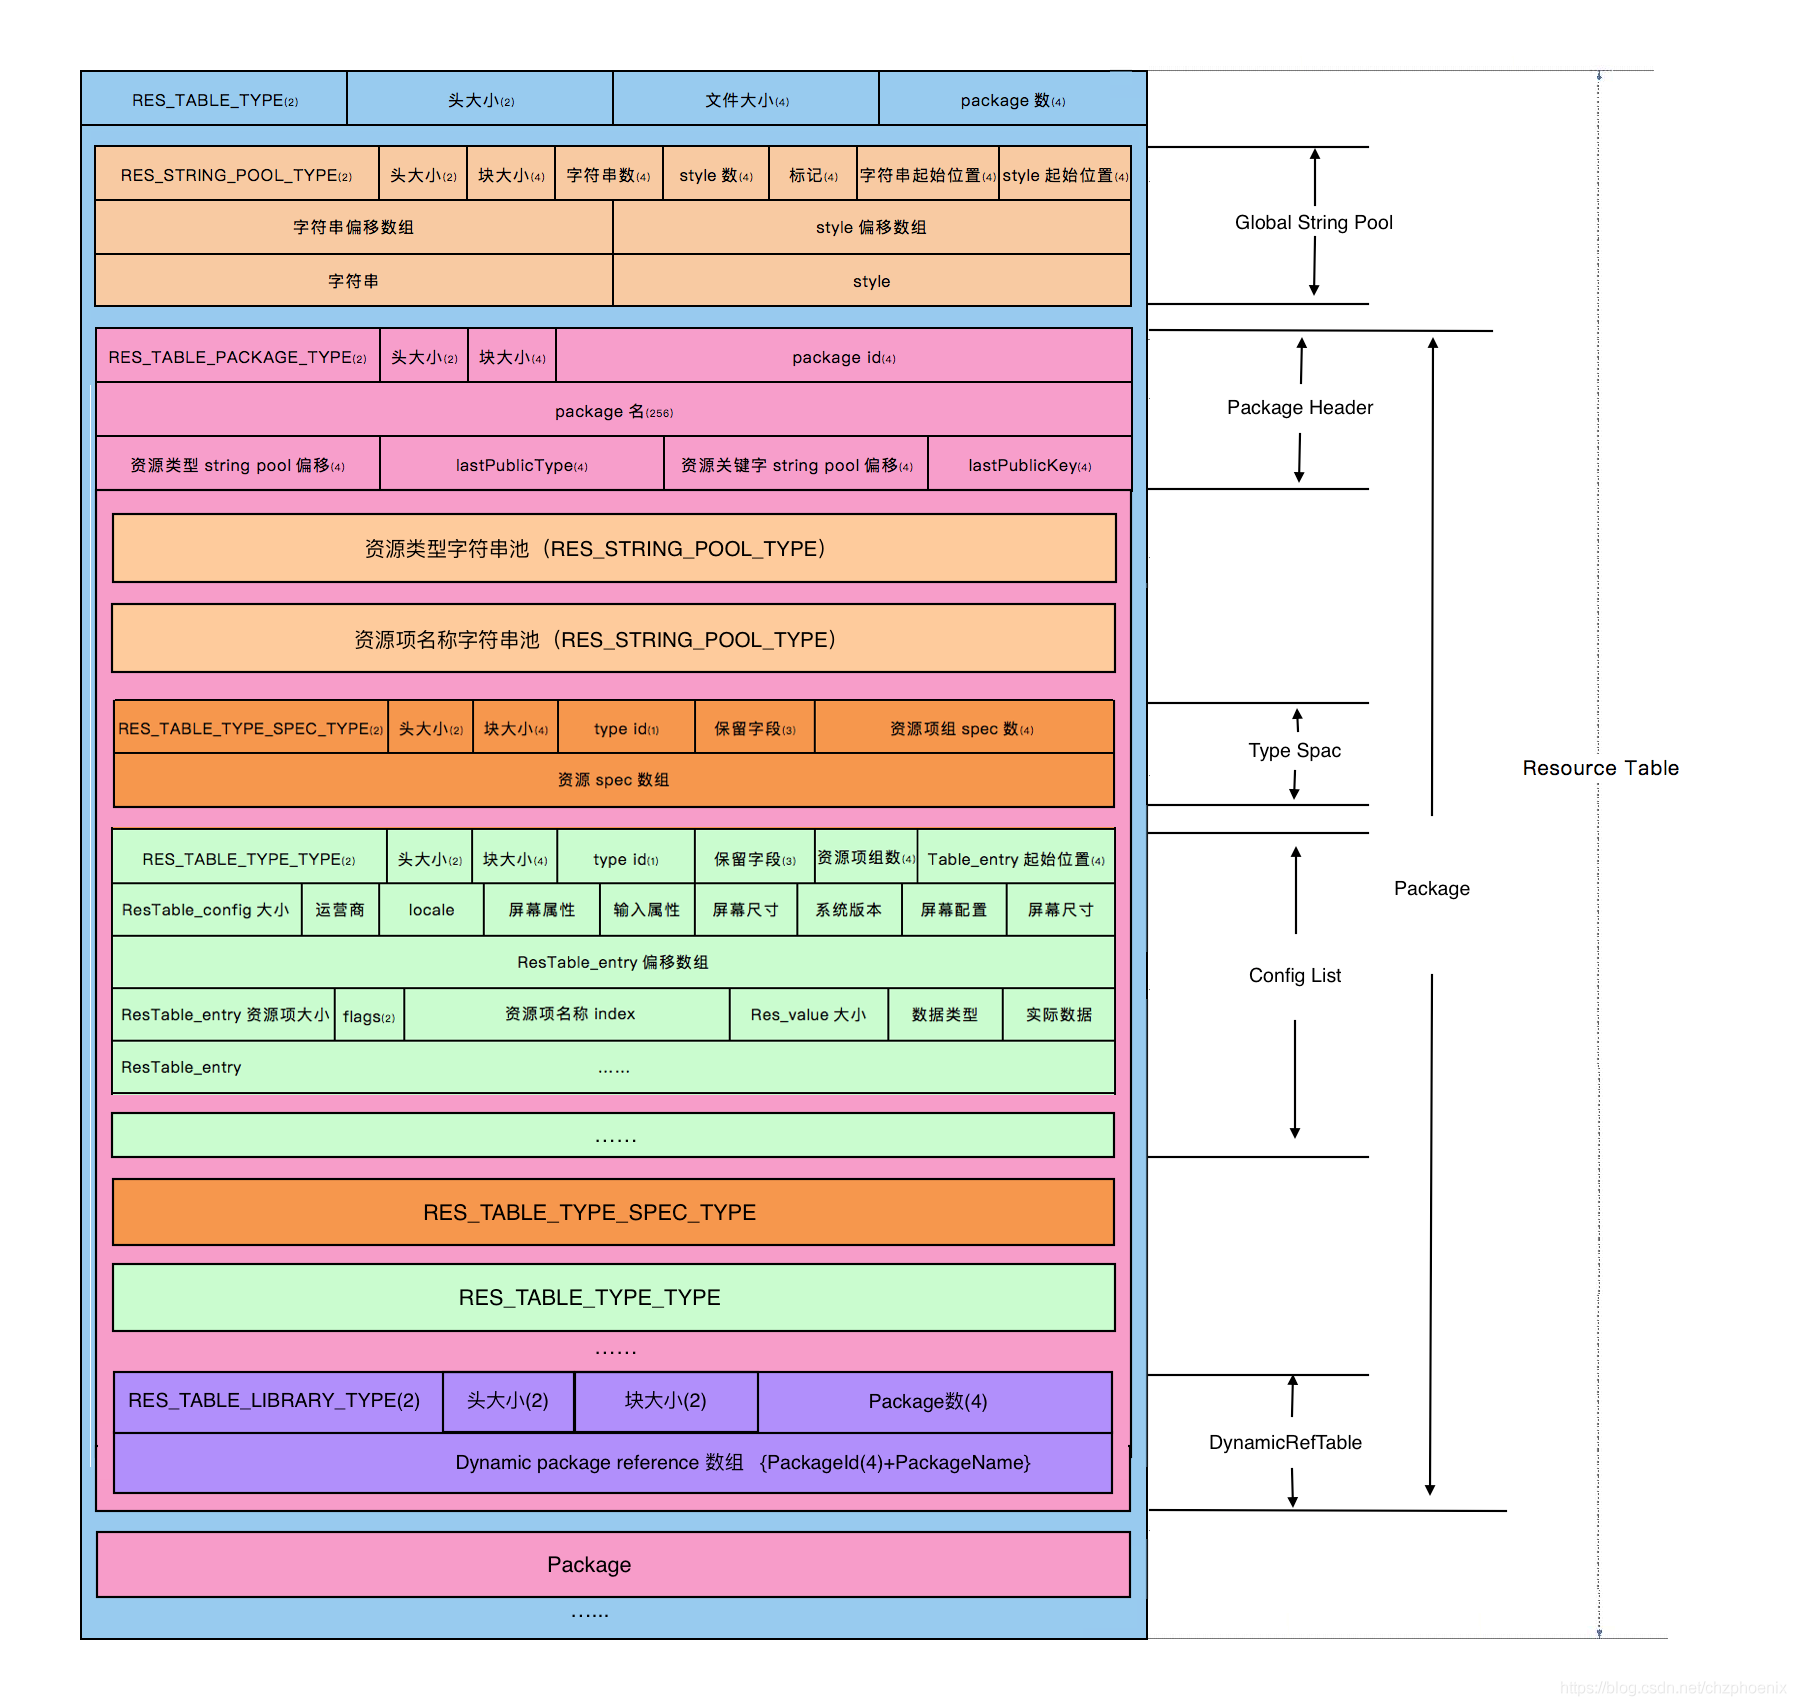 RES_TABLE_TYPE(2) 头大小(2) 文件大小(4) package 数(4)
RES_STRING_POOL_TYPE(2) 头大小(2) 块大小(4) 字符串数(4) style 数(4) 标记(4) 字符串起始位置(4) style 起始位置(4)
字符串偏移数组 style 偏移数组
Global String Pool
字符串 style
RES_TABLE_PACKAGE_TYPE(2) 头大小(2) 块大小(4) package id(4)
package 名(256)
Package Header
资源类型 string pool 偏移(4) lastPublicType(4) 资源关键字 string pool 偏移(4) lastPublicKey(4)
资源类型字符串池（RES_STRING_POOL_TYPE）
资源项名称字符串池（RES_STRING_POOL_TYPE）
RES_TABLE_TYPE_SPEC_TYPE(2) 头大小(2) 块大小(4) type id(1) 保留字段(3) 资源项组 spec 数(4)
Type Spac
资源 spec 数组
Resource Table
RES_TABLE_TYPE_TYPE(2) 头大小(2) 块大小(4) type id(1) 保留字段(3) 资源项组数(4) Table_entry 起始位置(4)
Package
ResTable_config 大小 运营商 locale 屏幕属性 输入属性 屏幕尺寸 系统版本 屏幕配置 屏幕尺寸
ResTable_entry 偏移数组
Config List
ResTable_entry 资源项大小 flags(2) 资源项名称 index Res_value 大小 数据类型 实际数据
ResTable_entry ……
……
RES_TABLE_TYPE_SPEC_TYPE
RES_TABLE_TYPE_TYPE
……
RES_TABLE_LIBRARY_TYPE(2) 头大小(2) 块大小(2) Package数(4)
DynamicRefTable
Dynamic package reference 数组 {PackageId(4)+PackageName}
Package
……
https://blog.csdn.net/chzphoenix